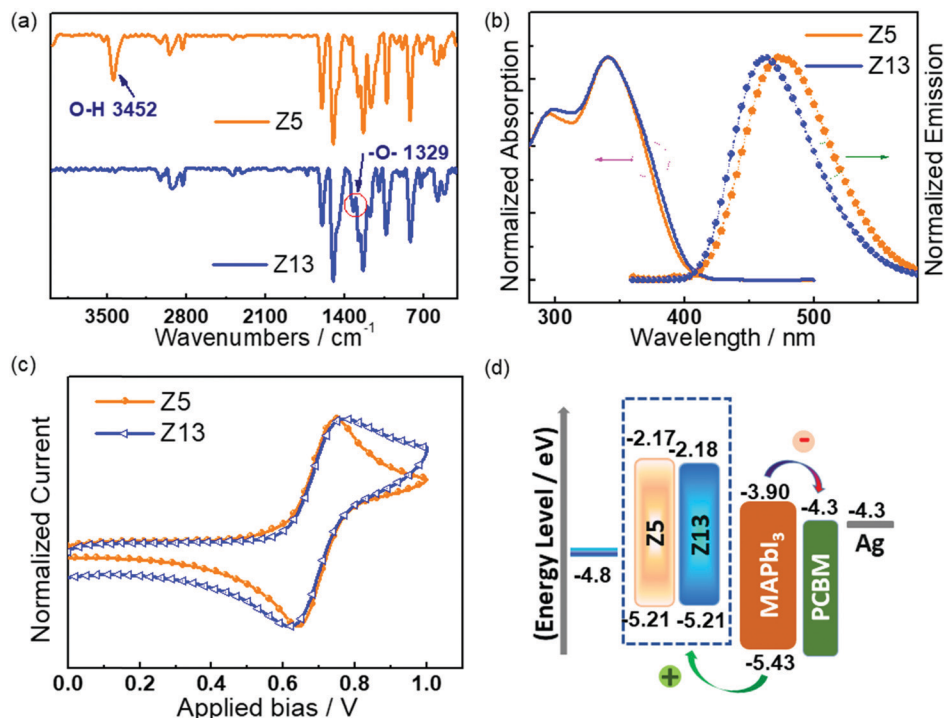 (a)
O-H 3452
Z5
-O- 1329
Z13
3500 2800 2100 1400 700
Wavenumbers / cm⁻¹
(b)
Z5
Z13
Normalized Absorption
Normalized Emission
280 400 500
Wavelength / nm
(c)
Z5
Z13
Normalized Current
0.0 0.2 0.4 0.6 0.8 1.0
Applied bias / V
(d)
(Energy Level / eV)
-4.8
-2.17
Z5
-5.21
-2.18
Z13
-5.21
-3.90
MAPbI₃
-5.43
-4.3
PCBM
-4.3
Ag
-
+